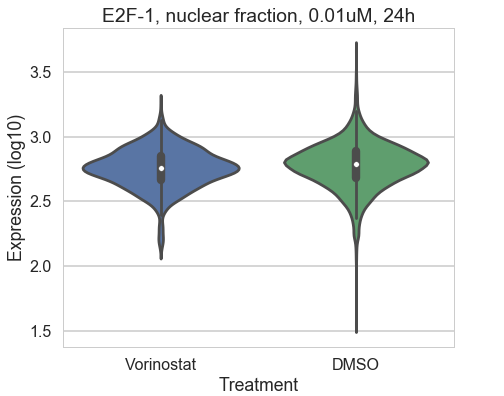 E2F-1, nuclear fraction, 0.01uM, 24h
Expression (log10)
3.5
3.0
2.5
2.0
1.5
Vorinostat
DMSO
Treatment